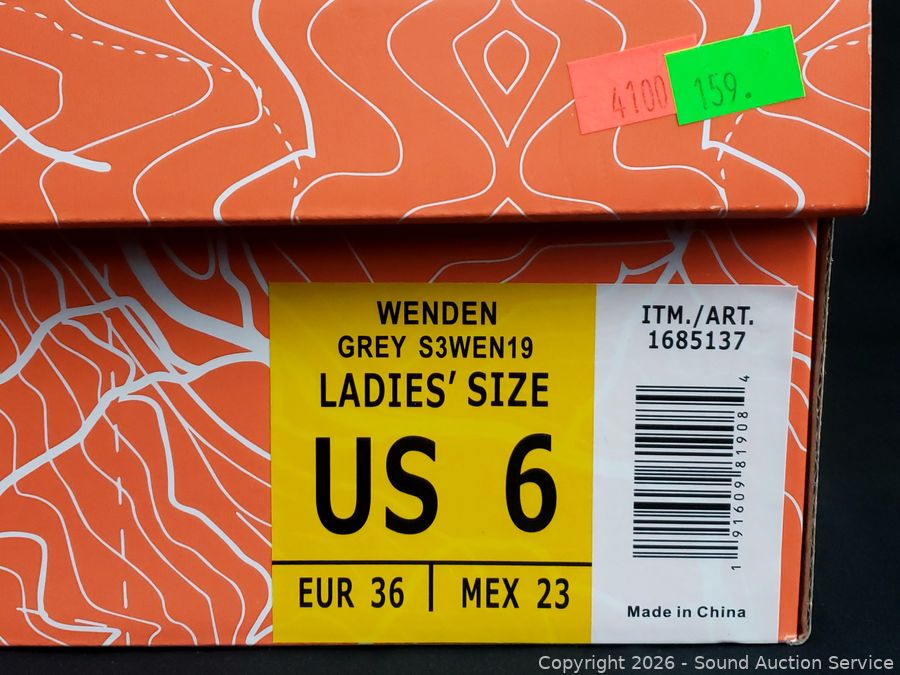 4100
159.
WENDEN
GREY S3WEN19
LADIES' SIZE
US 6
EUR 36
MEX 23
ITM./ART.
1685137
1 91609 81908 4
Made in China
Copyright 2026 - Sound Auction Service